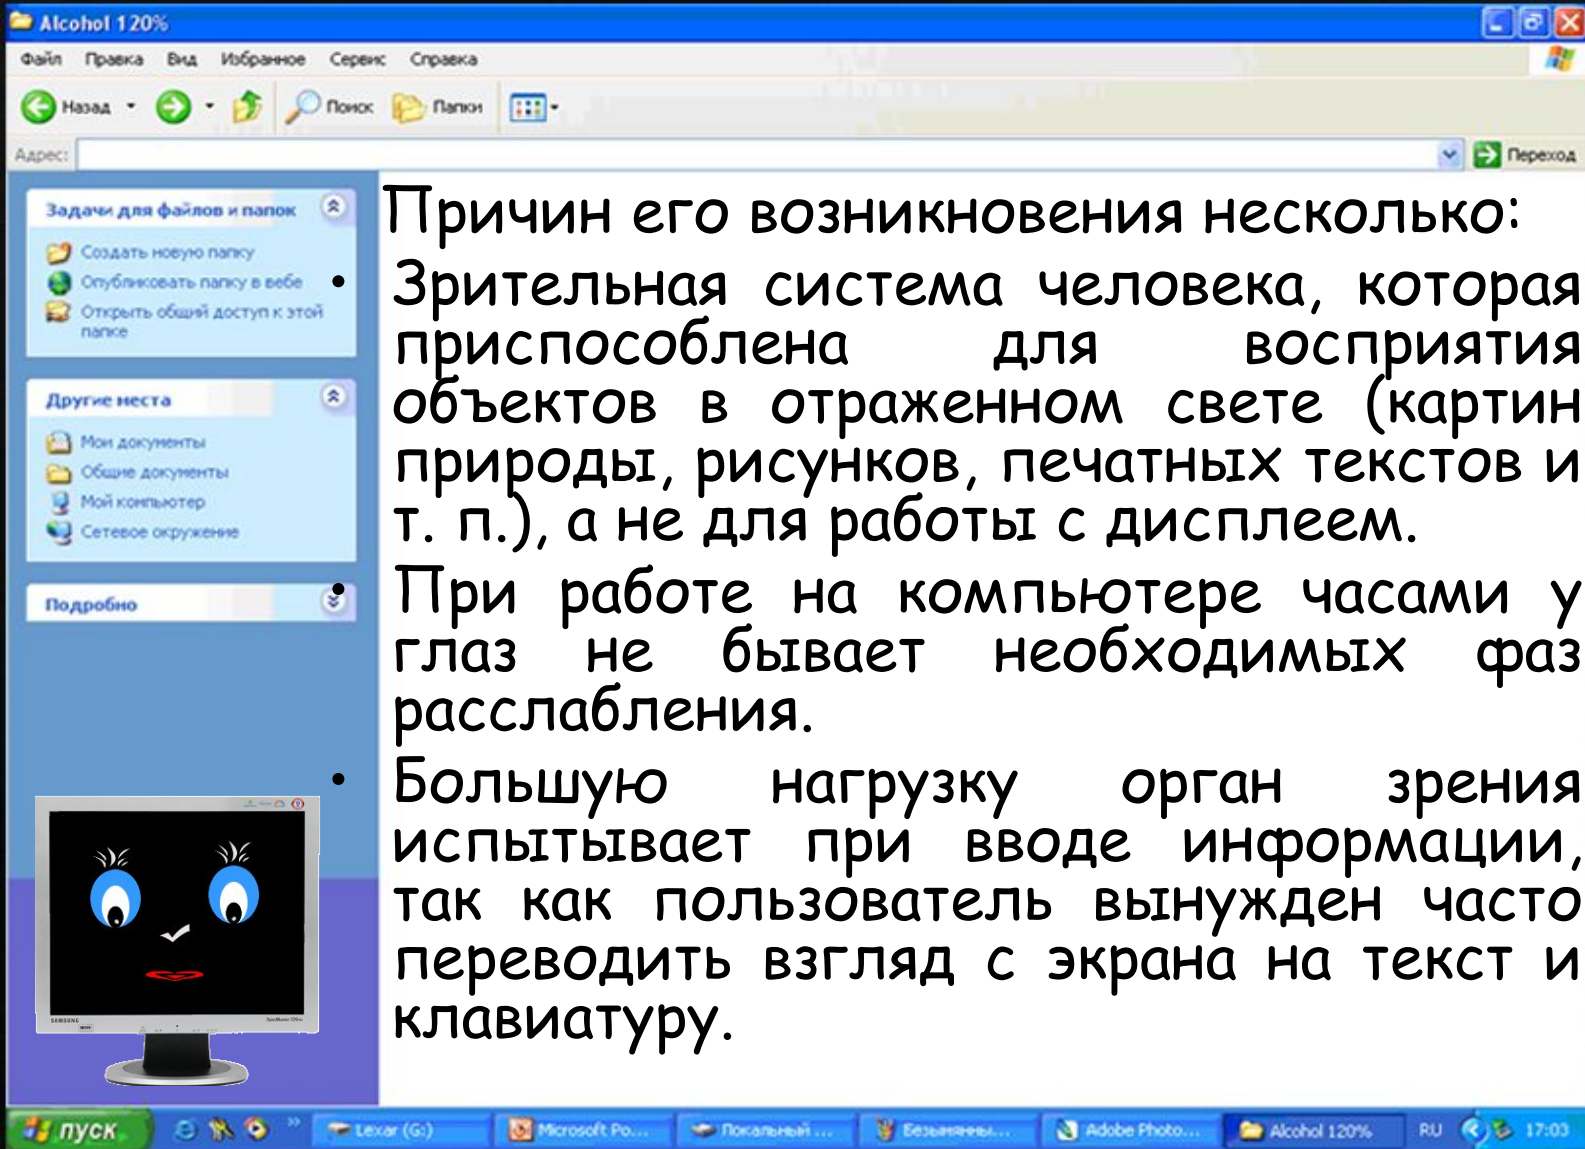 Alcohol 120%
Файл Правка Вид Избранное Сервис Справка
Назад Поиск Папки
Адрес: Переход
Задачи для файлов и папок
Создать новую папку
Опубликовать папку в вебе
Открыть общий доступ к этой
папке
Другие места
Мои документы
Общие документы
Мой компьютер
Сетевое окружение
Подробно
Причин его возникновения несколько:
• Зрительная система человека, которая
приспособлена для восприятия
объектов в отраженном свете (картин
природы, рисунков, печатных текстов и
т. п.), а не для работы с дисплеем.
• При работе на компьютере часами у
глаз не бывает необходимых фаз
расслабления.
• Большую нагрузку орган зрения
испытывает при вводе информации,
так как пользователь вынужден часто
переводить взгляд с экрана на текст и
клавиатуру.
SAMSUNG
пуск Lexar (G:) Microsoft Po... Локальный ... Безымянны... Adobe Photo... Alcohol 120% RU 17:03